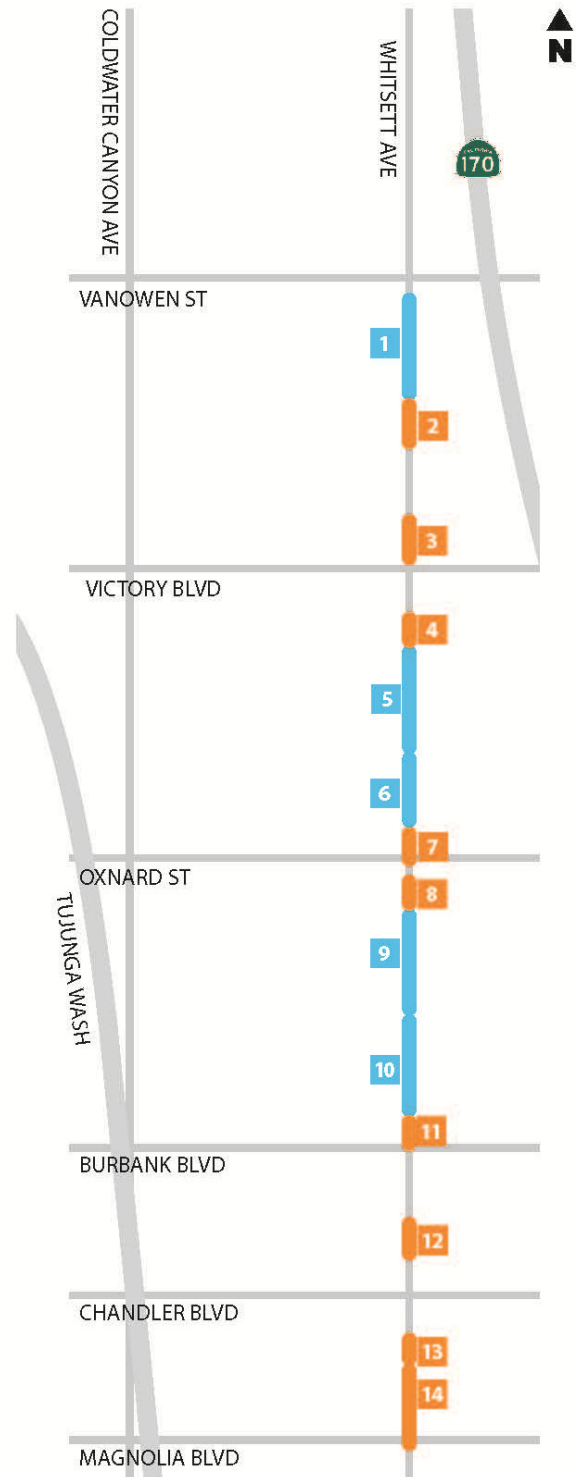 COLDWATER CANYON AVE
WHITSETT AVE
N
170
VANOWEN ST
1
2
3
VICTORY BLVD
4
5
6
7
OXNARD ST
8
TUJUNGA WASH
9
10
11
BURBANK BLVD
12
CHANDLER BLVD
13
14
MAGNOLIA BLVD